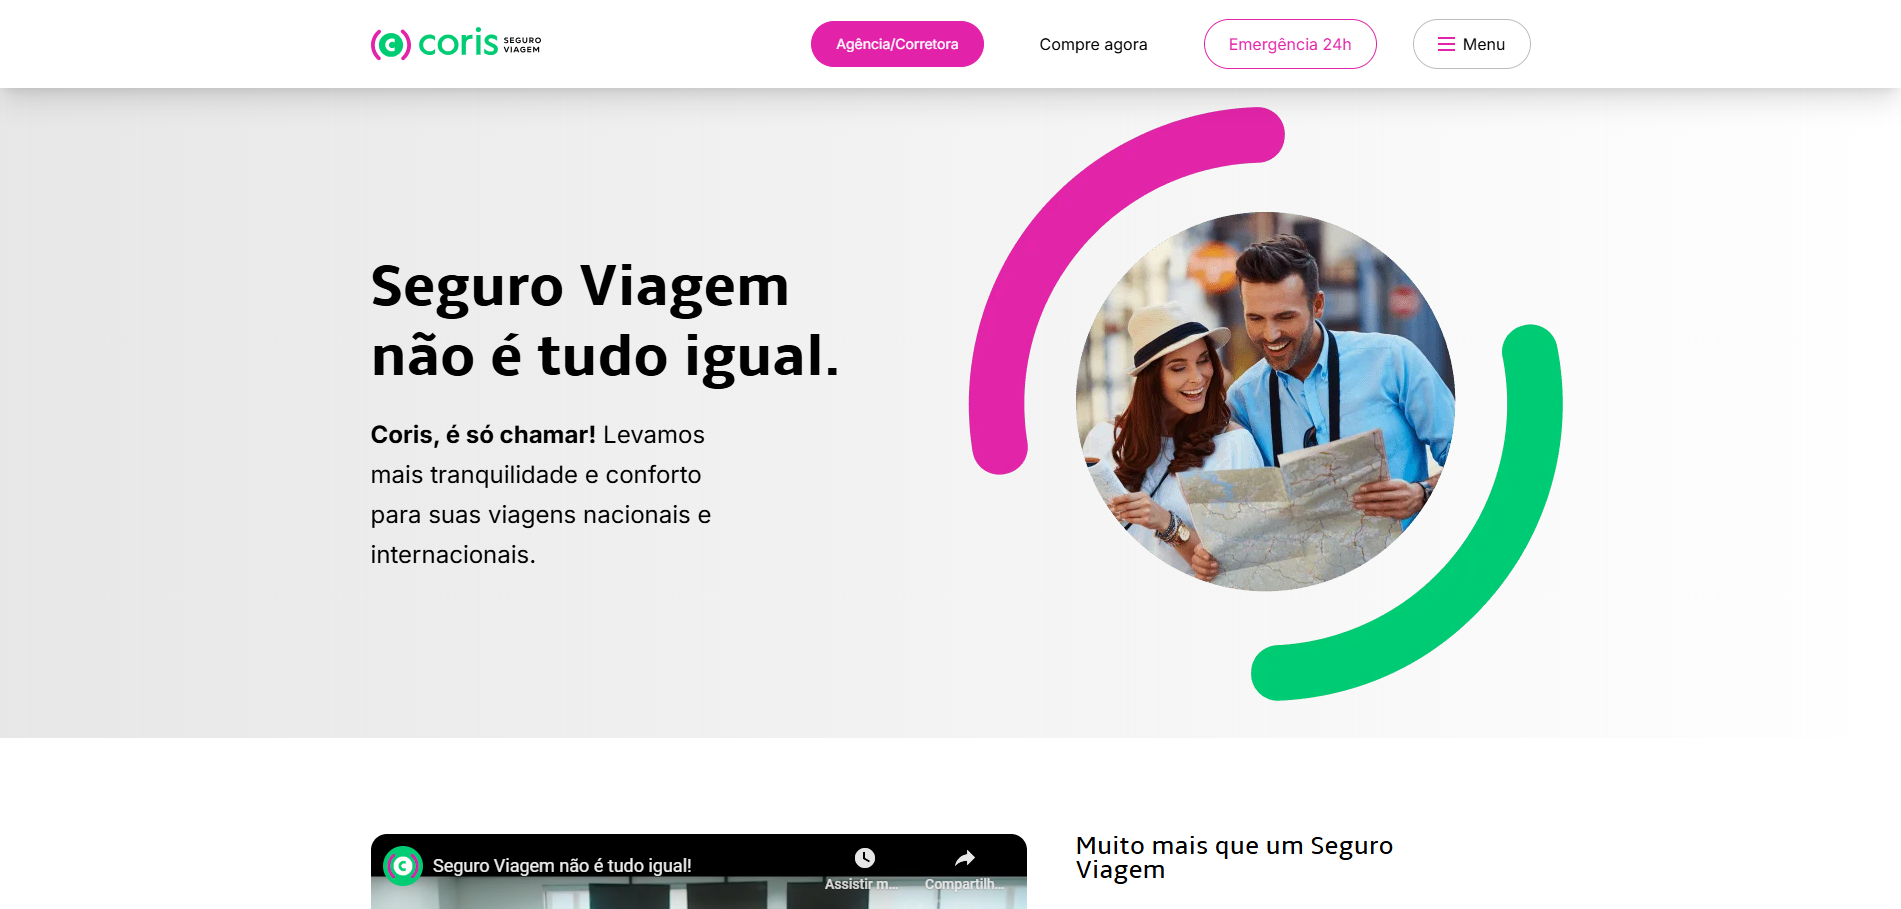 coris SEGURO VIAGEM
Agência/Corretora
Compre agora
Emergência 24h
Menu
Seguro Viagem
não é tudo igual.
Coris, é só chamar! Levamos
mais tranquilidade e conforto
para suas viagens nacionais e
internacionais.
Seguro Viagem não é tudo igual!
Assistir m...
Compartilh...
Muito mais que um Seguro
Viagem